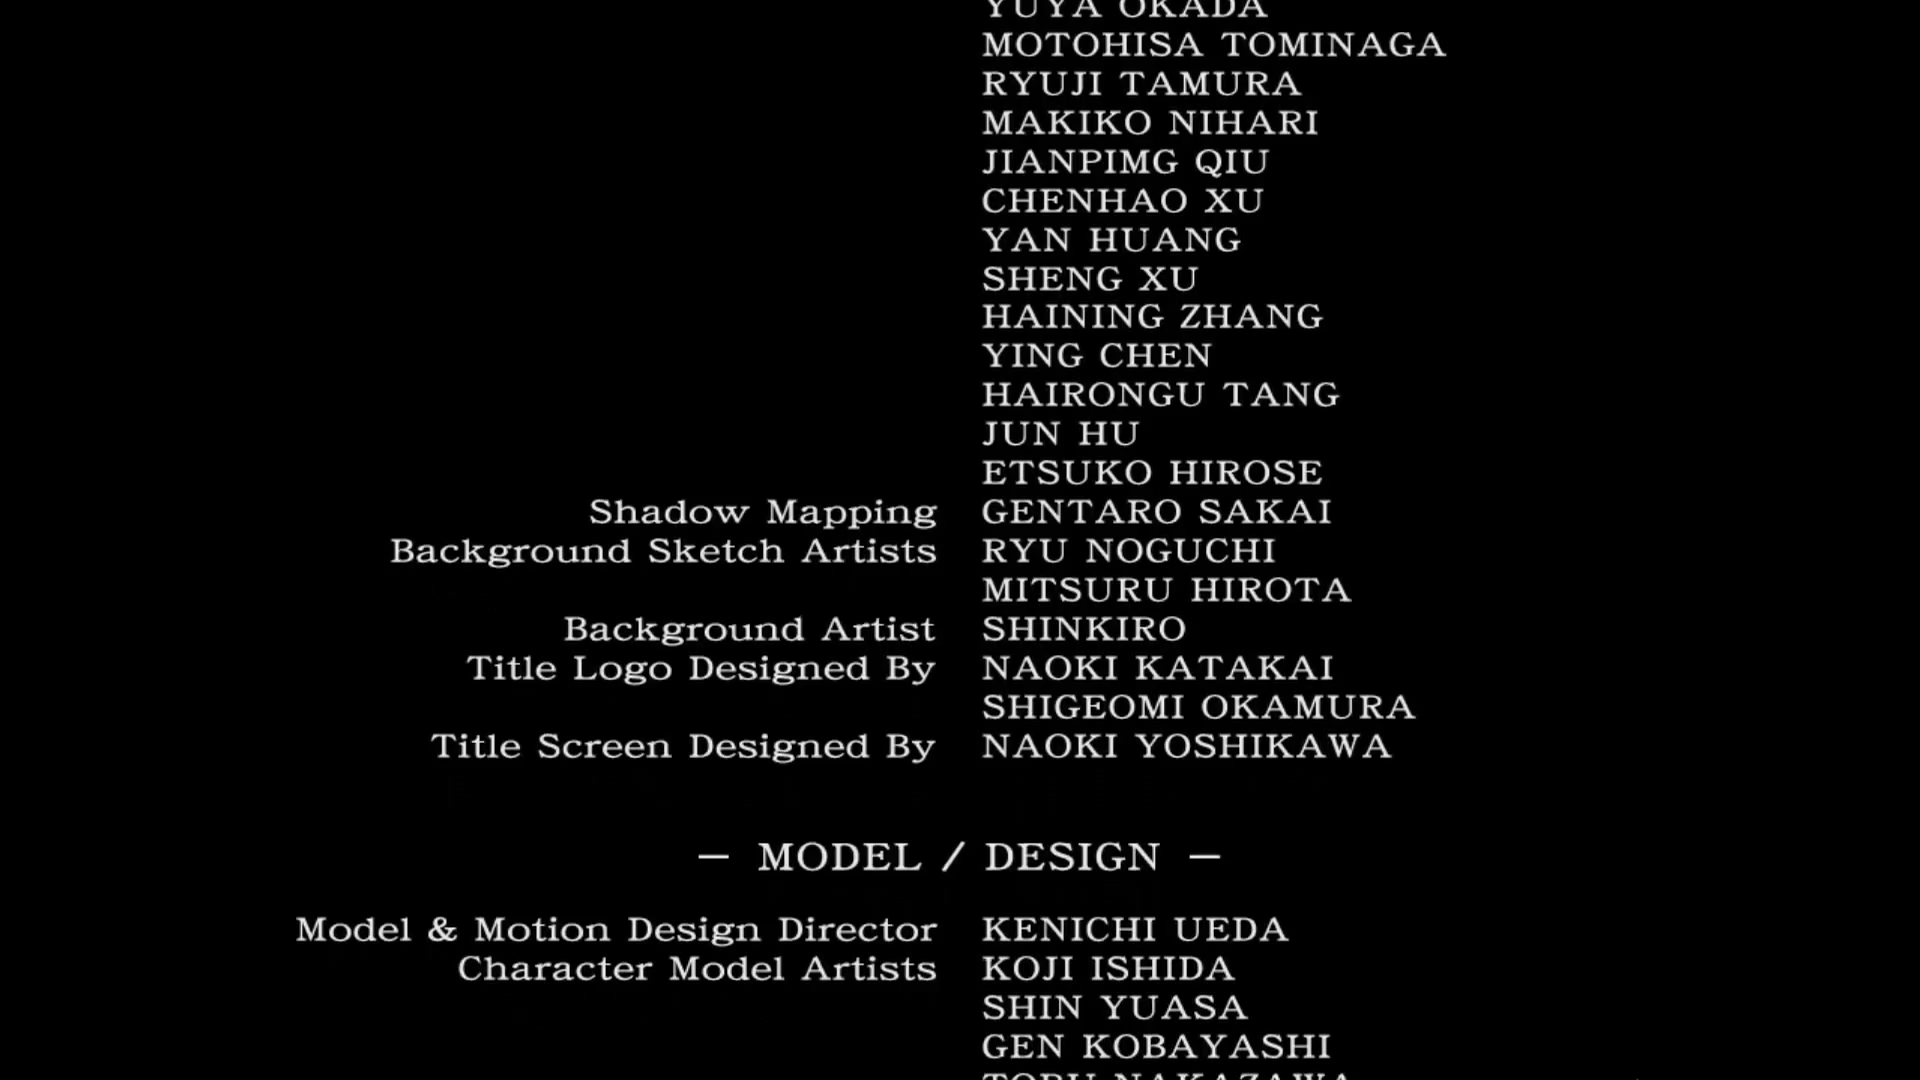 YUYA OKADA
MOTOHISA TOMINAGA
RYUJI TAMURA
MAKIKO NIHARI
JIANPIMG QIU
CHENHAO XU
YAN HUANG
SHENG XU
HAINING ZHANG
YING CHEN
HAIRONGU TANG
JUN HU
ETSUKO HIROSE
Shadow Mapping GENTARO SAKAI
Background Sketch Artists RYU NOGUCHI
MITSURU HIROTA
Background Artist SHINKIRO
Title Logo Designed By NAOKI KATAKAI
SHIGEOMI OKAMURA
Title Screen Designed By NAOKI YOSHIKAWA
— MODEL / DESIGN —
Model & Motion Design Director KENICHI UEDA
Character Model Artists KOJI ISHIDA
SHIN YUASA
GEN KOBAYASHI